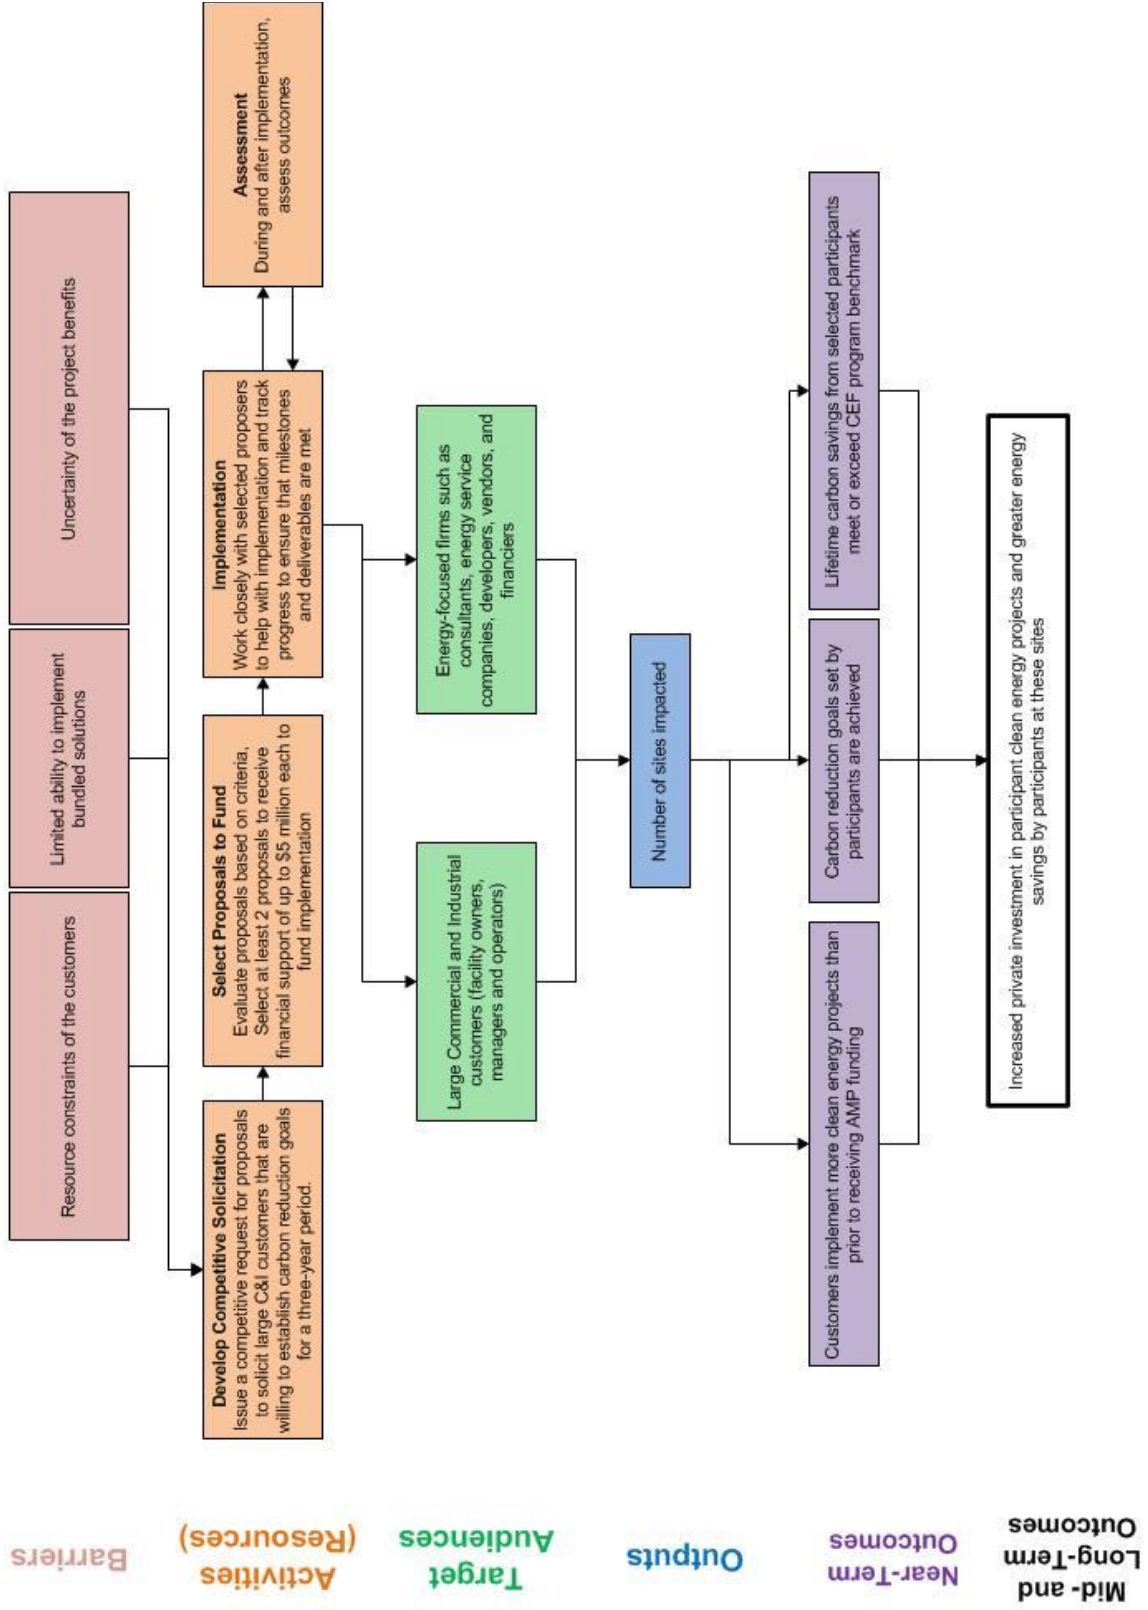 Barriers
Resource constraints of the customers
Limited ability to implement
bundled solutions
Uncertainty of the project benefits
Activities
(Resources)
Develop Competitive Solicitation
Issue a competitive request for proposals
to solicit large C&I customers that are
willing to establish carbon reduction goals
for a three-year period.
Select Proposals to Fund
Evaluate proposals based on criteria,
Select at least 2 proposals to receive
financial support of up to $5 million each to
fund implementation
Implementation
Work closely with selected proposers
to help with implementation and track
progress to ensure that milestones
and deliverables are met
Assessment
During and after implementation,
assess outcomes
Target
Audiences
Large Commercial and Industrial
customers (facility owners,
managers and operators)
Energy-focused firms such as
consultants, energy service
companies, developers, vendors, and
financiers
Outputs
Number of sites impacted
Near-Term
Outcomes
Customers implement more clean energy projects than
prior to receiving AMP funding
Carbon reduction goals set by
participants are achieved
Lifetime carbon savings from selected participants
meet or exceed CEF program benchmark
Mid- and
Long-Term
Outcomes
Increased private investment in participant clean energy projects and greater energy
savings by participants at these sites